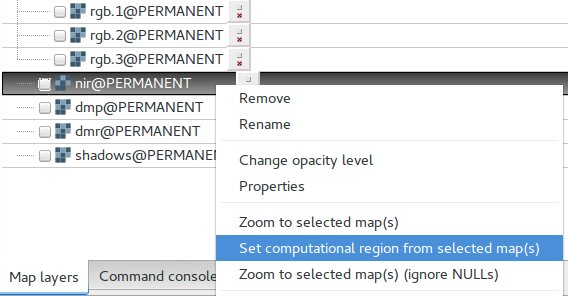 rgb.1@PERMANENT
rgb.2@PERMANENT
rgb.3@PERMANENT
nir@PERMANENT
dmp@PERMANENT
dmr@PERMANENT
shadows@PERMANEN
Remove
Rename
Change opacity level
Properties
Zoom to selected map(s)
Set computational region from selected map(s)
Zoom to selected map(s) (ignore NULLs)
Map layers
Command console